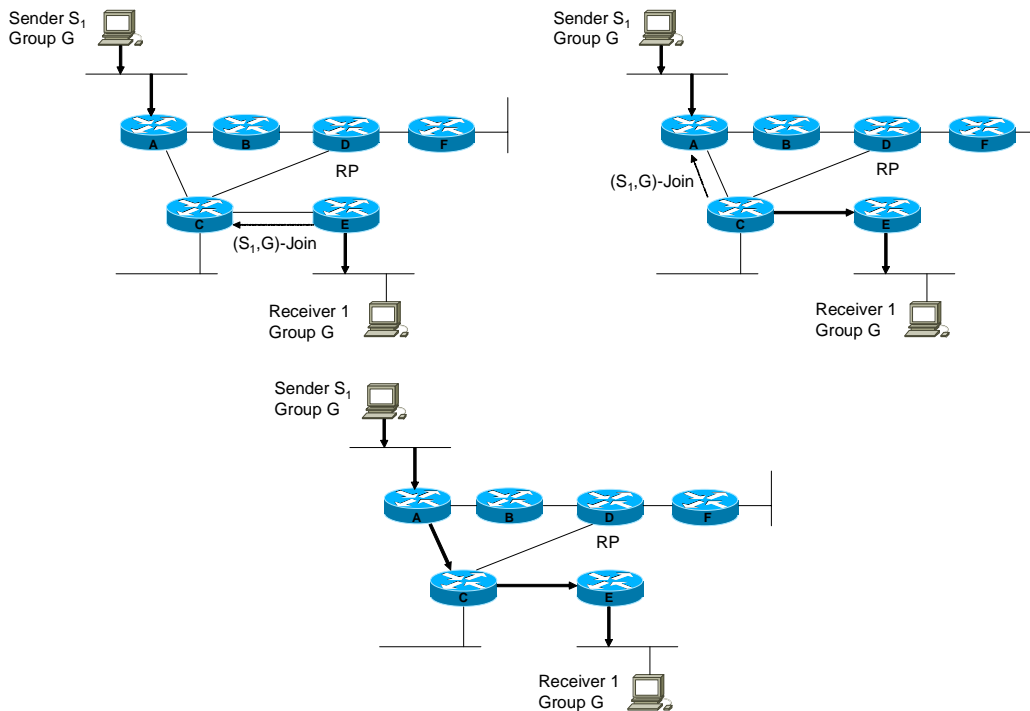 Sender S₁
Group G
A
B
D
F
RP
C
E
(S₁,G)-Join
Receiver 1
Group G
Sender S₁
Group G
A
B
D
F
RP
(S₁,G)-Join
C
E
Receiver 1
Group G
Sender S₁
Group G
A
B
D
F
RP
C
E
Receiver 1
Group G